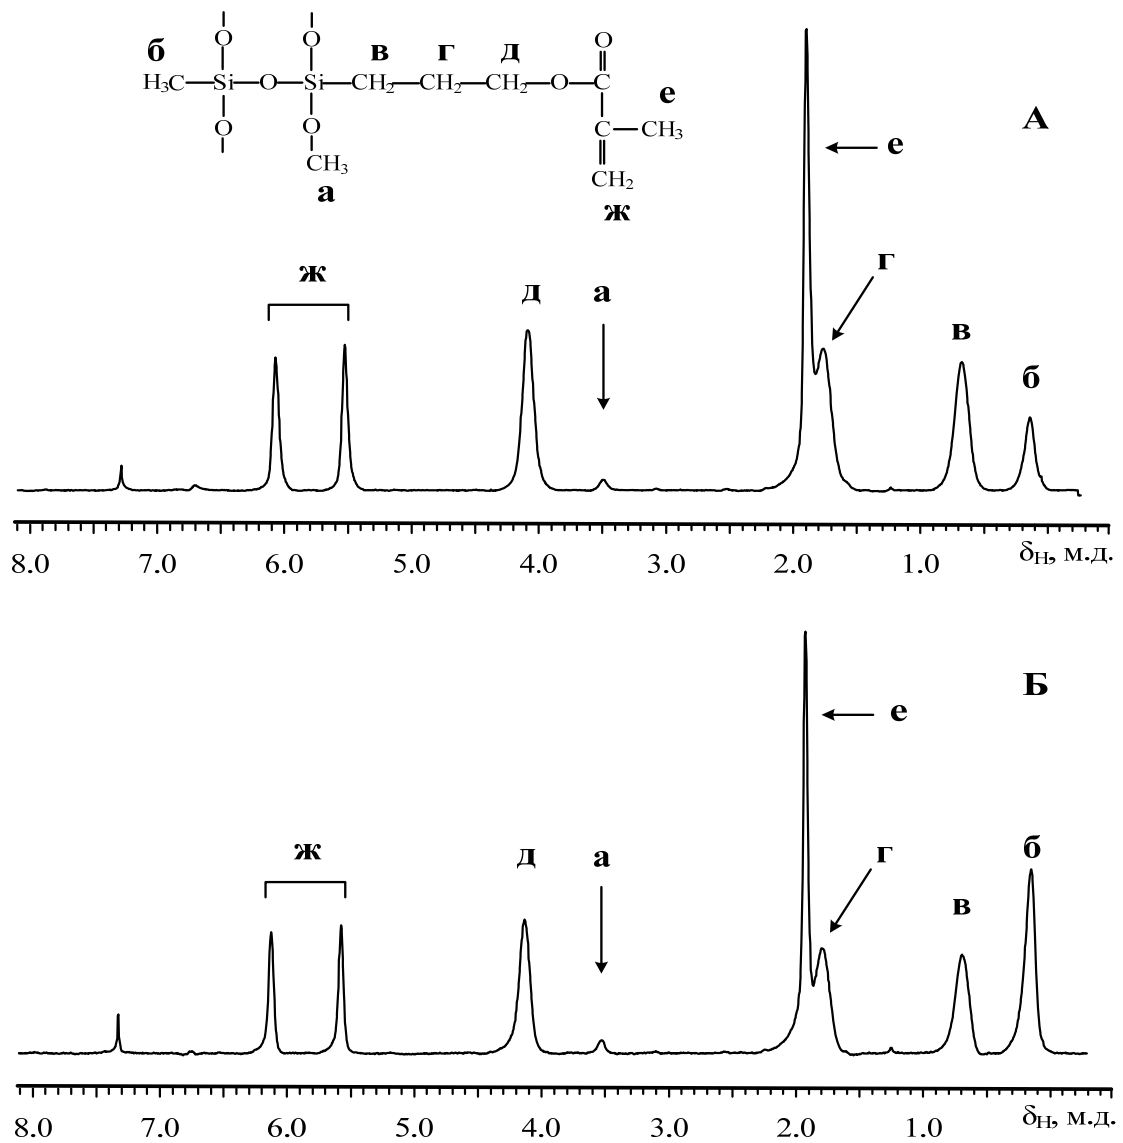 O O O
б в г д
H₃C Si O Si CH₂ CH₂ CH₂ O C
е
O O C CH₃
CH₃ CH₂
а ж
А
е
ж д а г в б
8.0 7.0 6.0 5.0 4.0 3.0 2.0 1.0 δH, м.д.
Б
е
ж д а г в б
8.0 7.0 6.0 5.0 4.0 3.0 2.0 1.0 δH, м.д.